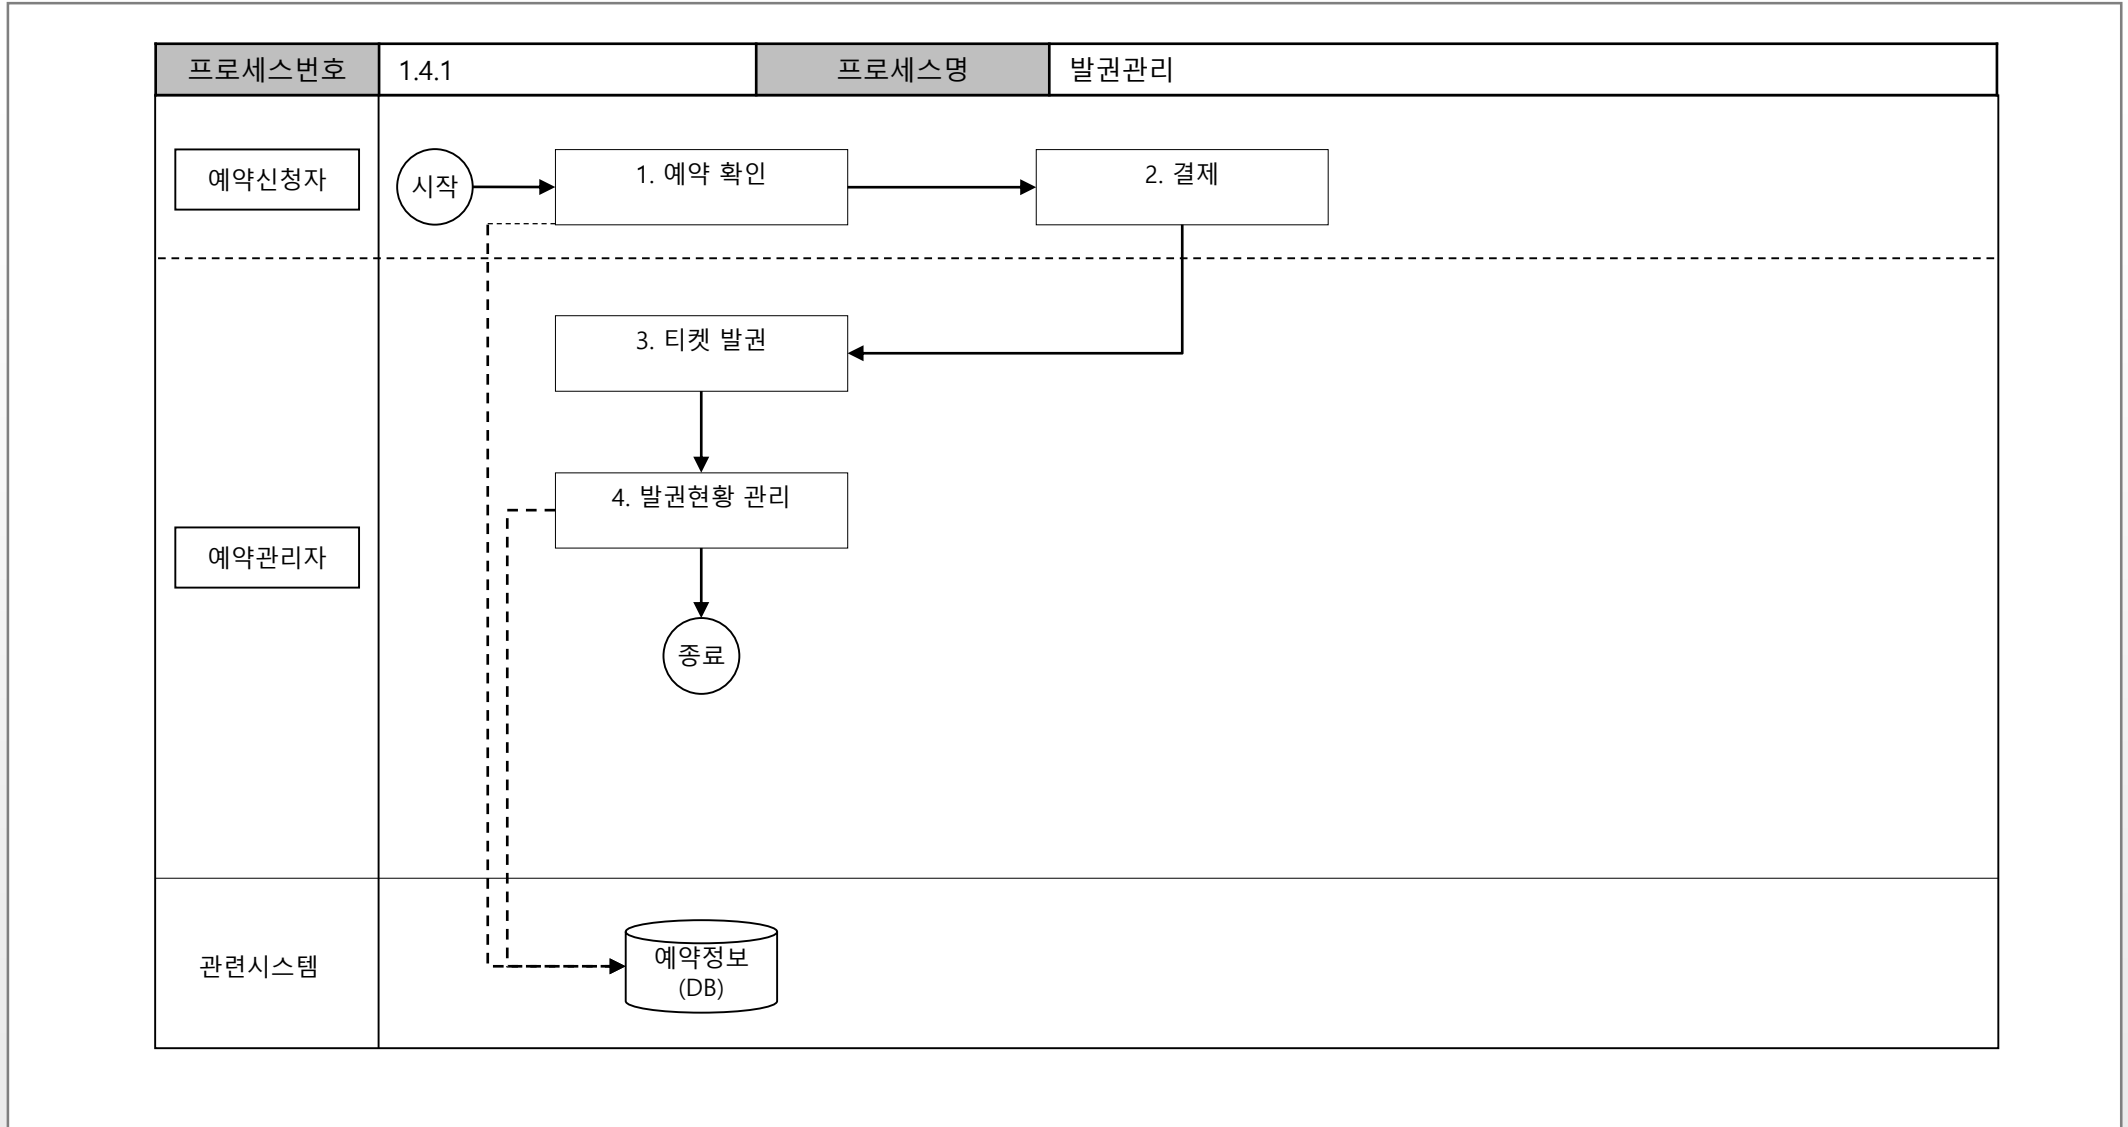 프로세스번호
1.4.1
프로세스명
발권관리
예약신청자
시작
1. 예약 확인
2. 결제
3. 티켓 발권
4. 발권현황 관리
예약관리자
종료
관련시스템
예약정보
(DB)